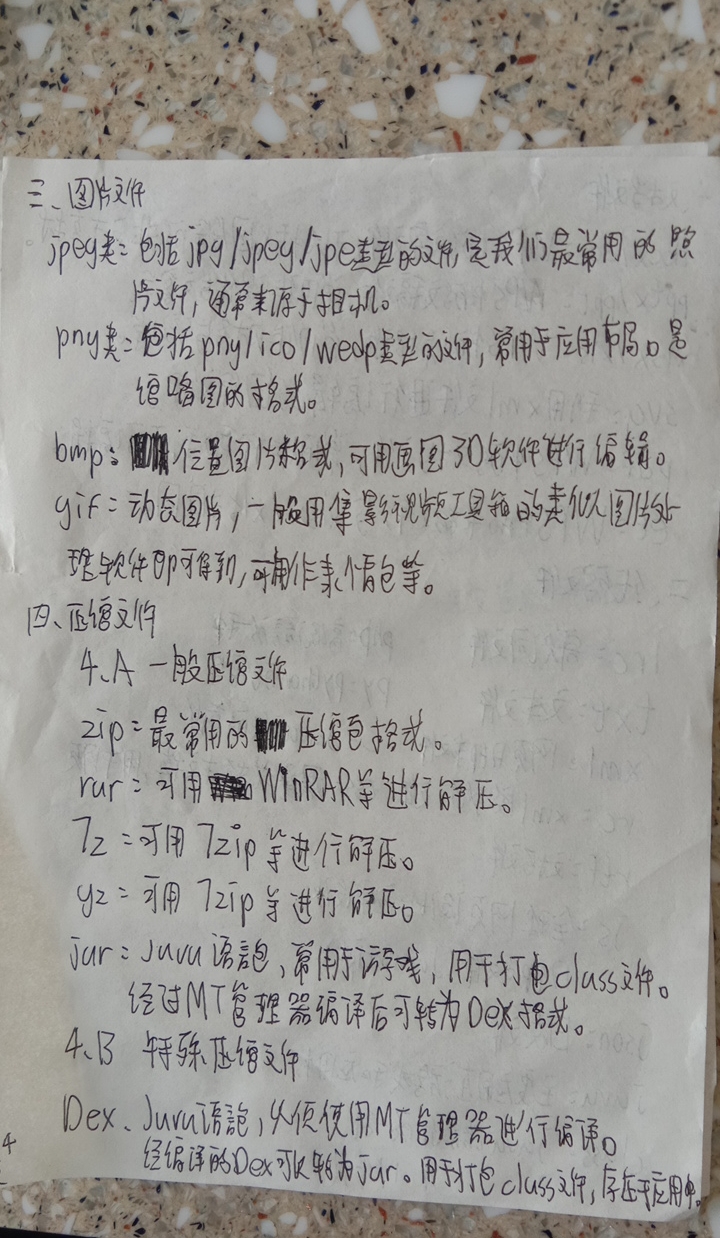 三、图片文件
jpeg类=包括jpg/jpeg/jpe类型的文件,是我们最常用的照
片文件,通常来源于相机。
png类=包括png/ico/wedp类型的文件,常用于应用布局。是
缩略图的格式。
bmp:位置图片格式,可用画图3D软件进行编辑。
gif=动态图片,一般用集影视频工具箱的类似图片处
理软件即可得到,可用作表情包等。
四、压缩文件
4.A 一般压缩文件
zip=最常用的压缩包格式。
rar=可用WinRAR等进行解压。
7z=可用7zip等进行解压。
gz=可用7zip等进行解压。
jar=Java语言包,常用于游戏,用于打包class文件。
经过MT管理器编译后可转为Dex格式。
4.B 特殊压缩文件
Dex、Java语言包,必须使用MT管理器进行编译。
经编译的Dex可以转为jar。用于打包class文件,存在于应用中。
4